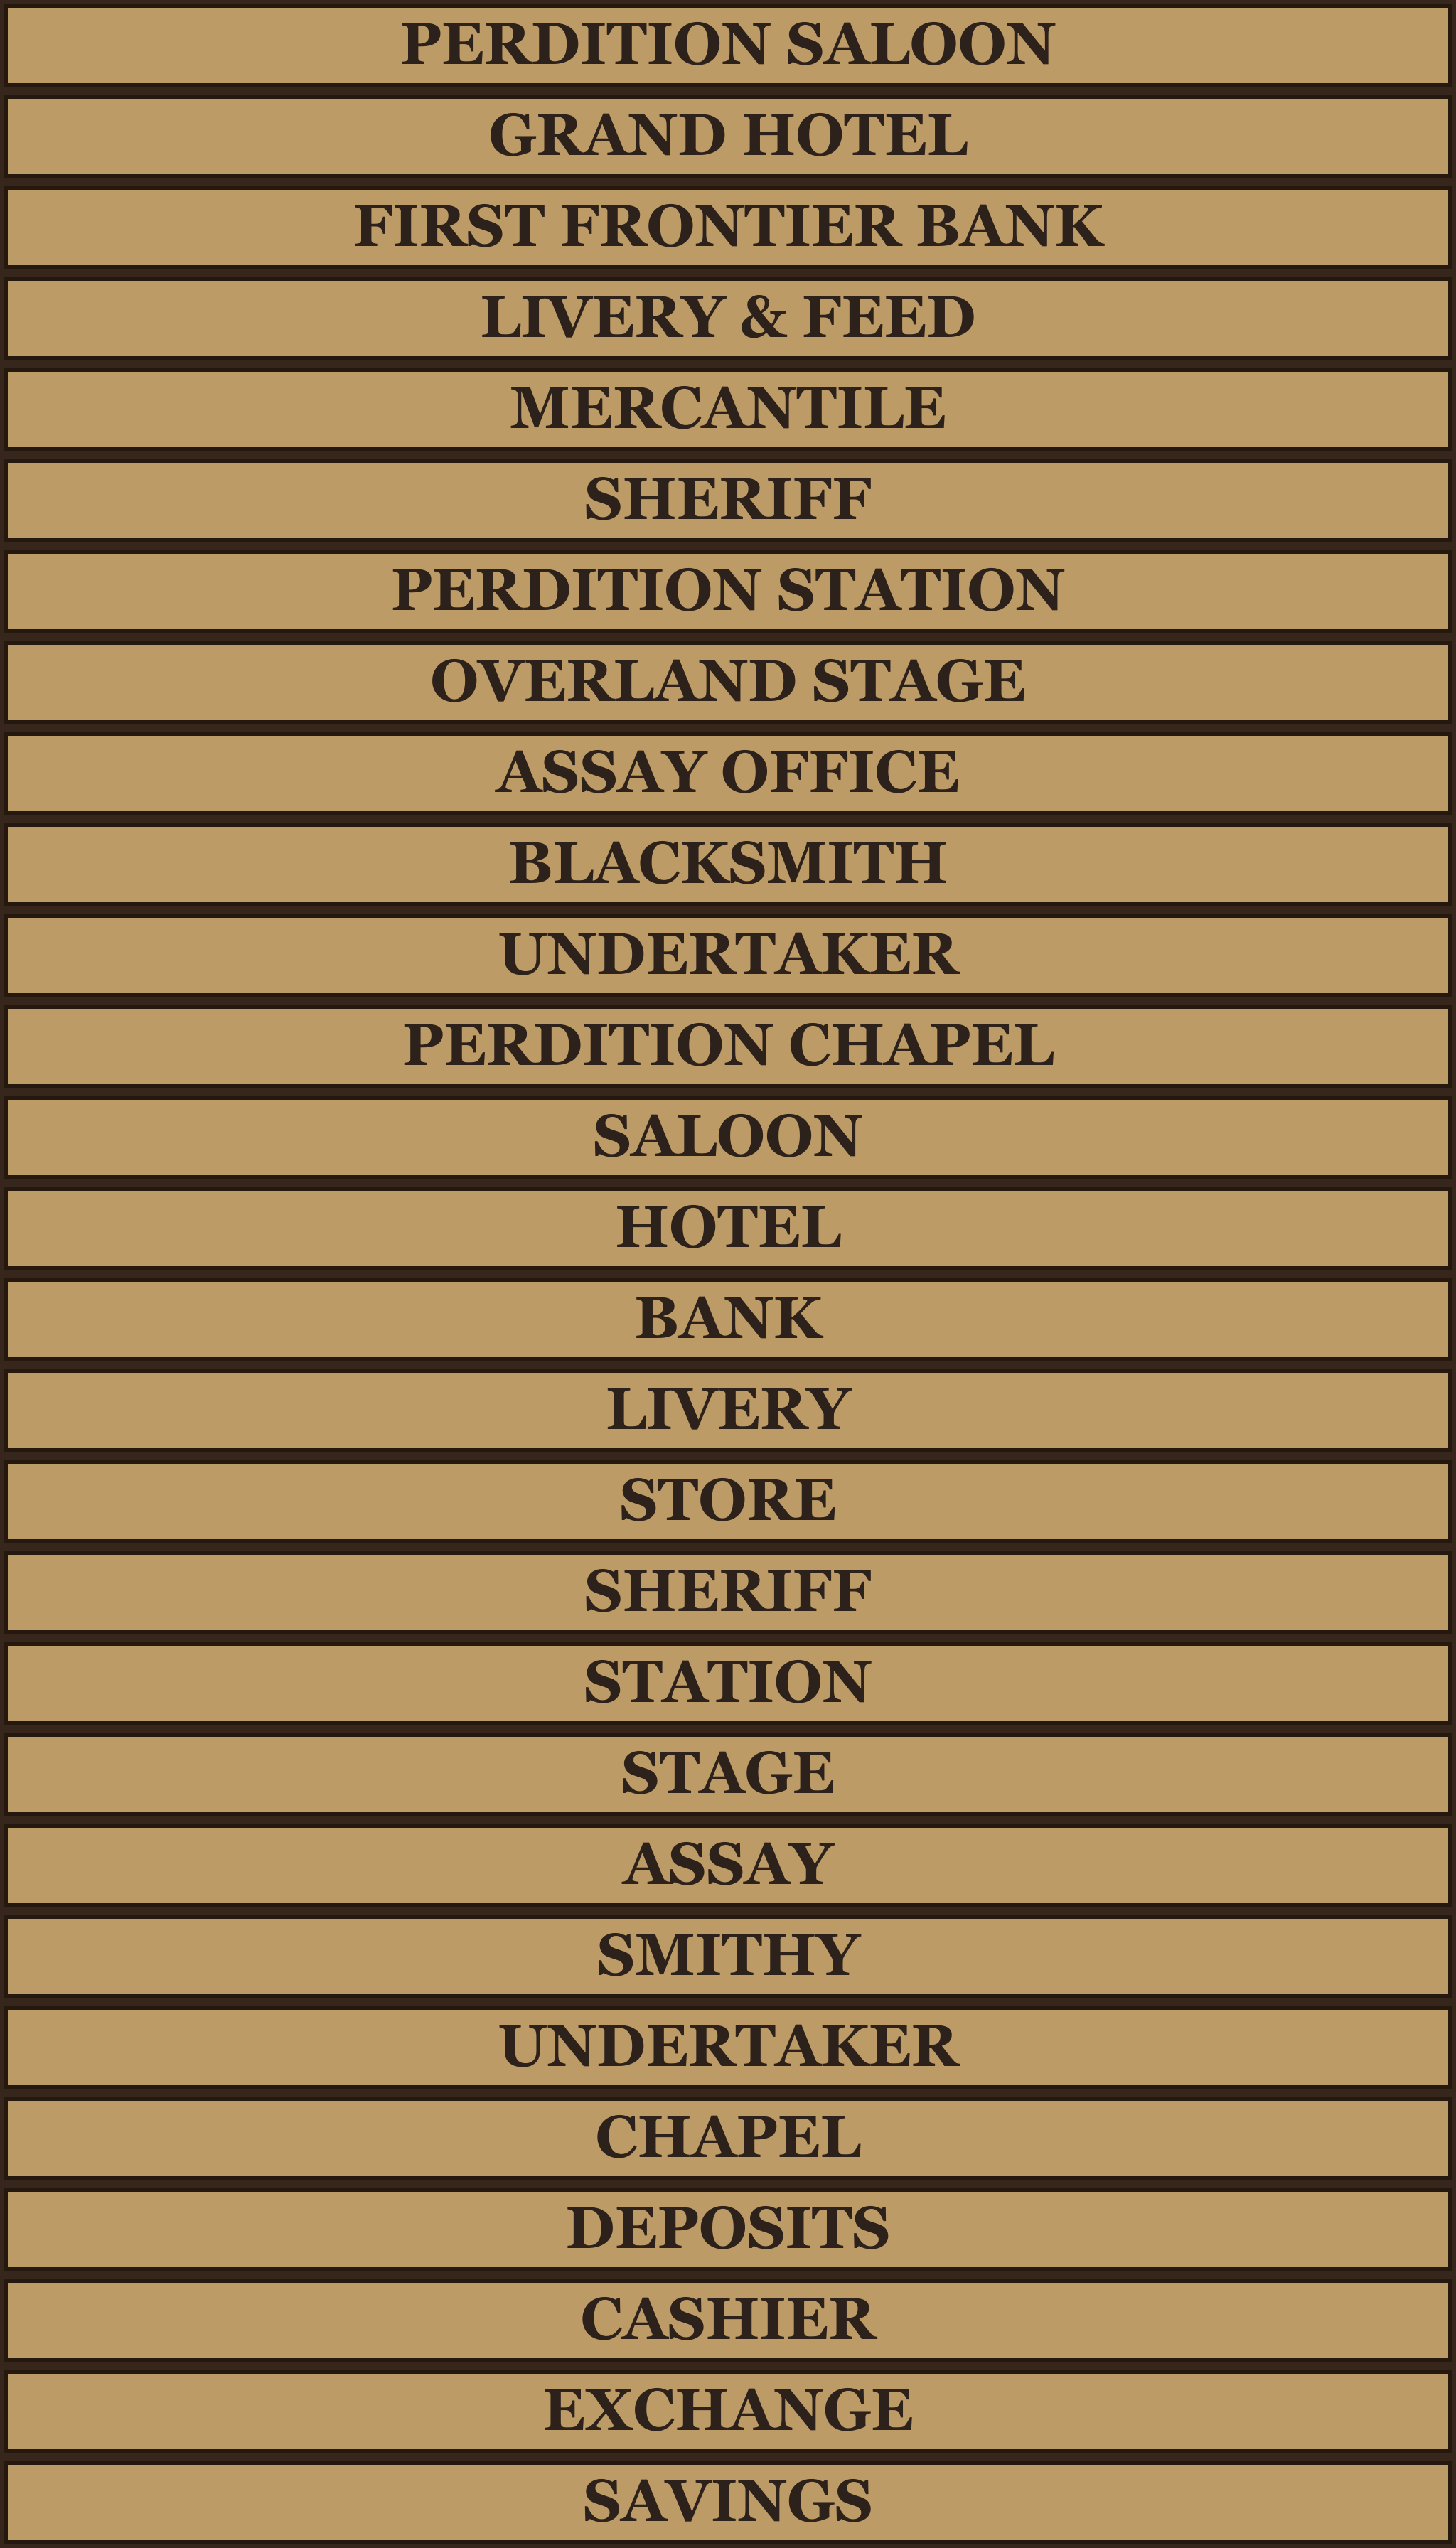 PERDITION SALOON
GRAND HOTEL
FIRST FRONTIER BANK
LIVERY & FEED
MERCANTILE
SHERIFF
PERDITION STATION
OVERLAND STAGE
ASSAY OFFICE
BLACKSMITH
UNDERTAKER
PERDITION CHAPEL
SALOON
HOTEL
BANK
LIVERY
STORE
SHERIFF
STATION
STAGE
ASSAY
SMITHY
UNDERTAKER
CHAPEL
DEPOSITS
CASHIER
EXCHANGE
SAVINGS